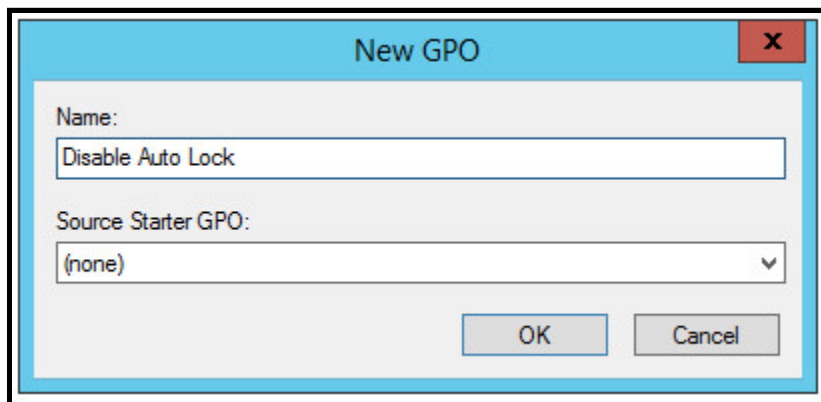 New GPO
x
Name:
Disable Auto Lock
Source Starter GPO:
(none)
OK Cancel